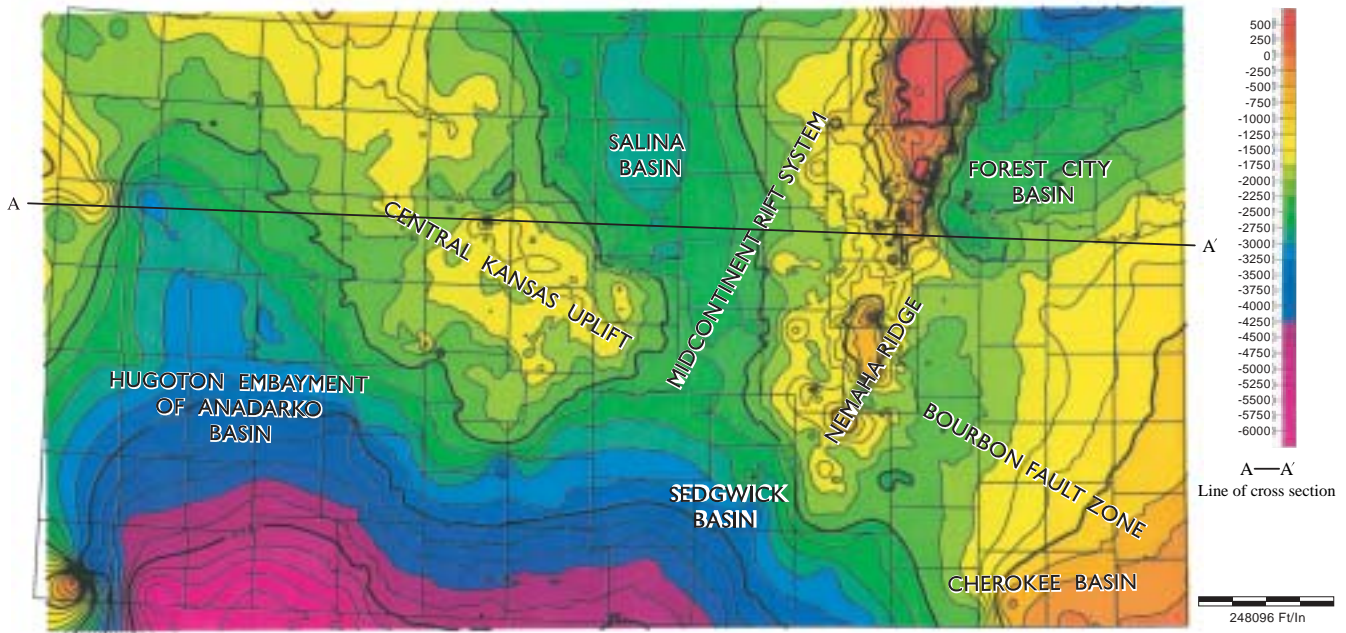 SALINA
BASIN
MIDCONTINENT RIFT SYSTEM
FOREST CITY
BASIN
A
A′
CENTRAL KANSAS UPLIFT
NEMAHA RIDGE
HUGOTON EMBAYMENT
OF ANADARKO
BASIN
BOURBON FAULT ZONE
SEDGWICK
BASIN
CHEROKEE BASIN
500
250
0
-250
-500
-750
-1000
-1250
-1500
-1750
-2000
-2250
-2500
-2750
-3000
-3250
-3500
-3750
-4000
-4250
-4500
-4750
-5000
-5250
-5500
-5750
-6000
A—A′
Line of cross section
248096 Ft/In